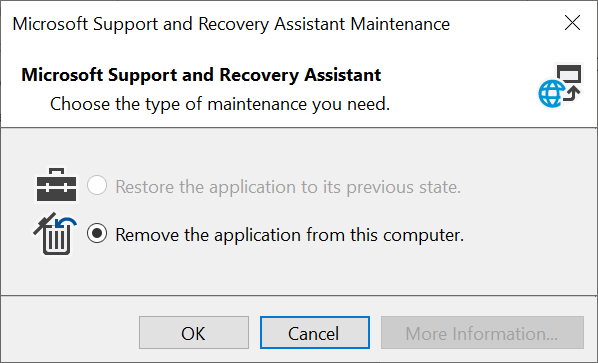 Microsoft Support and Recovery Assistant Maintenance
Microsoft Support and Recovery Assistant
Choose the type of maintenance you need.
Restore the application to its previous state.
Remove the application from this computer.
OK
Cancel
More Information...